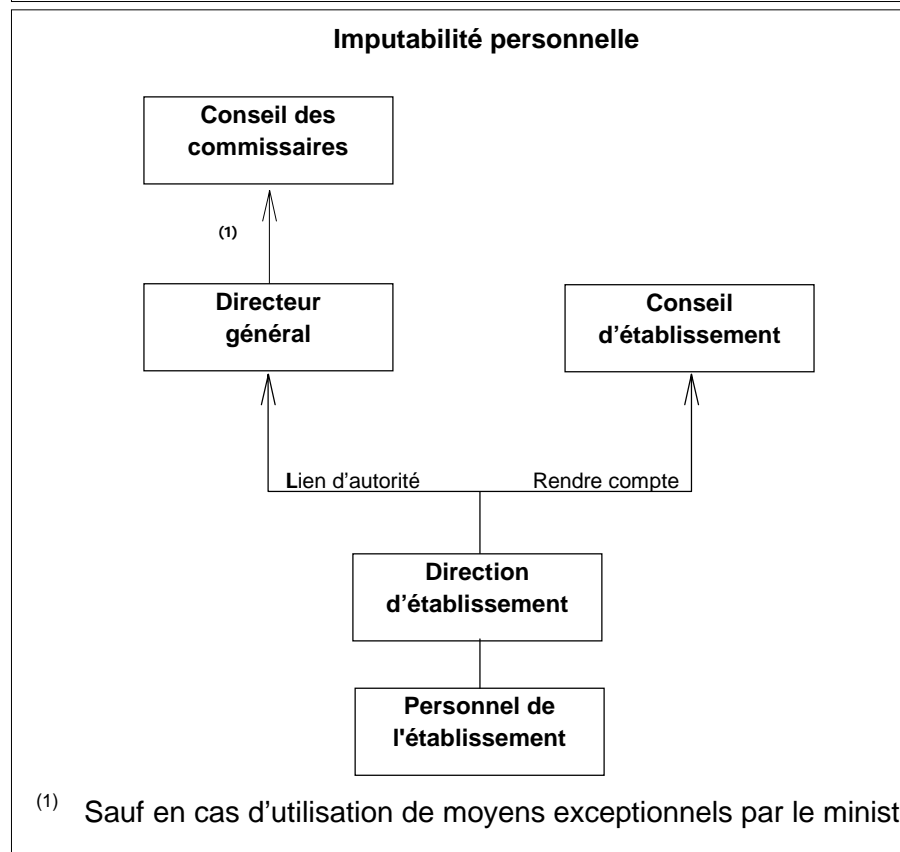 Imputabilité personnelle
Conseil des
commissaires
(1)
Directeur
général
Conseil
d'établissement
Lien d'autorité
Rendre compte
Direction
d'établissement
Personnel de
l'établissement
(1) Sauf en cas d'utilisation de moyens exceptionnels par le